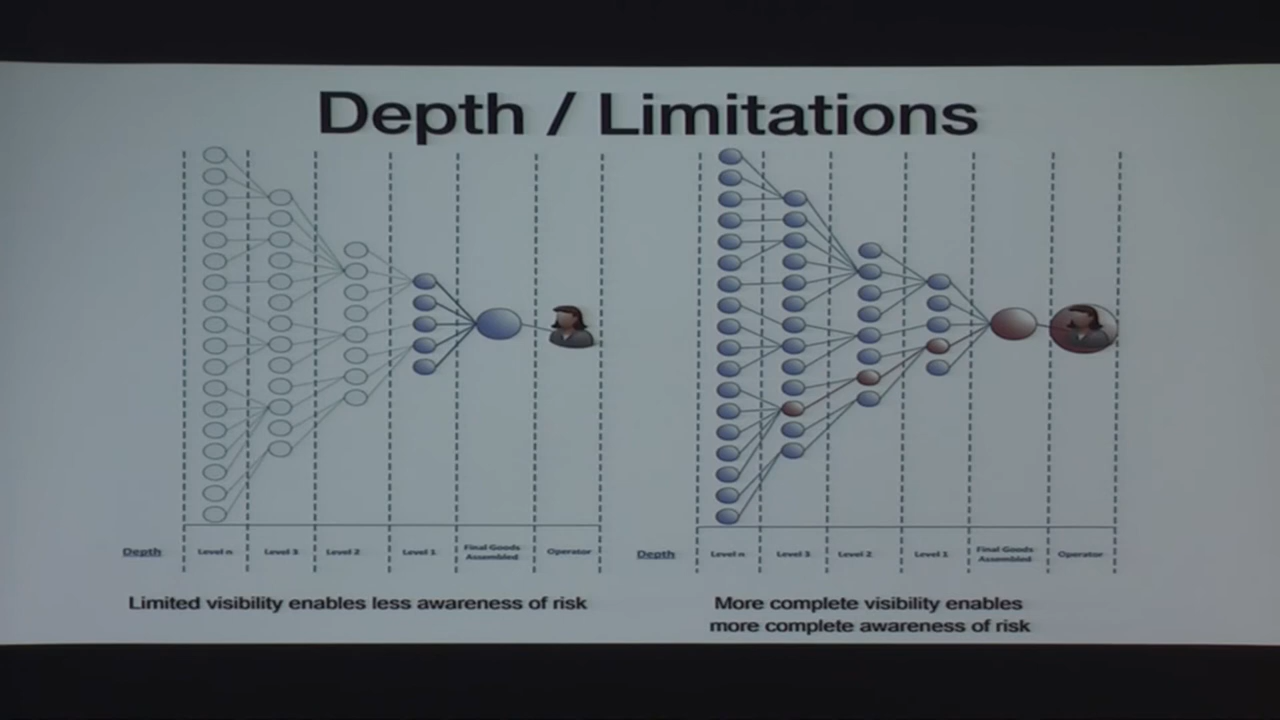 Depth / Limitations
Depth
Level n
Level 3
Level 2
Level 1
Final Goods
Assembled
Operator
Depth
Level n
Level 3
Level 2
Level 1
Final Goods
Assembled
Operator
Limited visibility enables less awareness of risk
More complete visibility enables
more complete awareness of risk